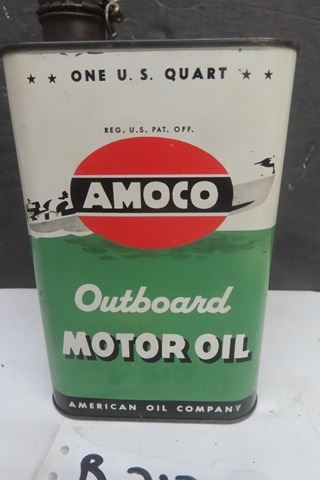 ★ ★ ONE U. S. QUART ★ ★
REG. U.S. PAT. OFF.
AMOCO
Outboard
MOTOR OIL
AMERICAN OIL COMPANY